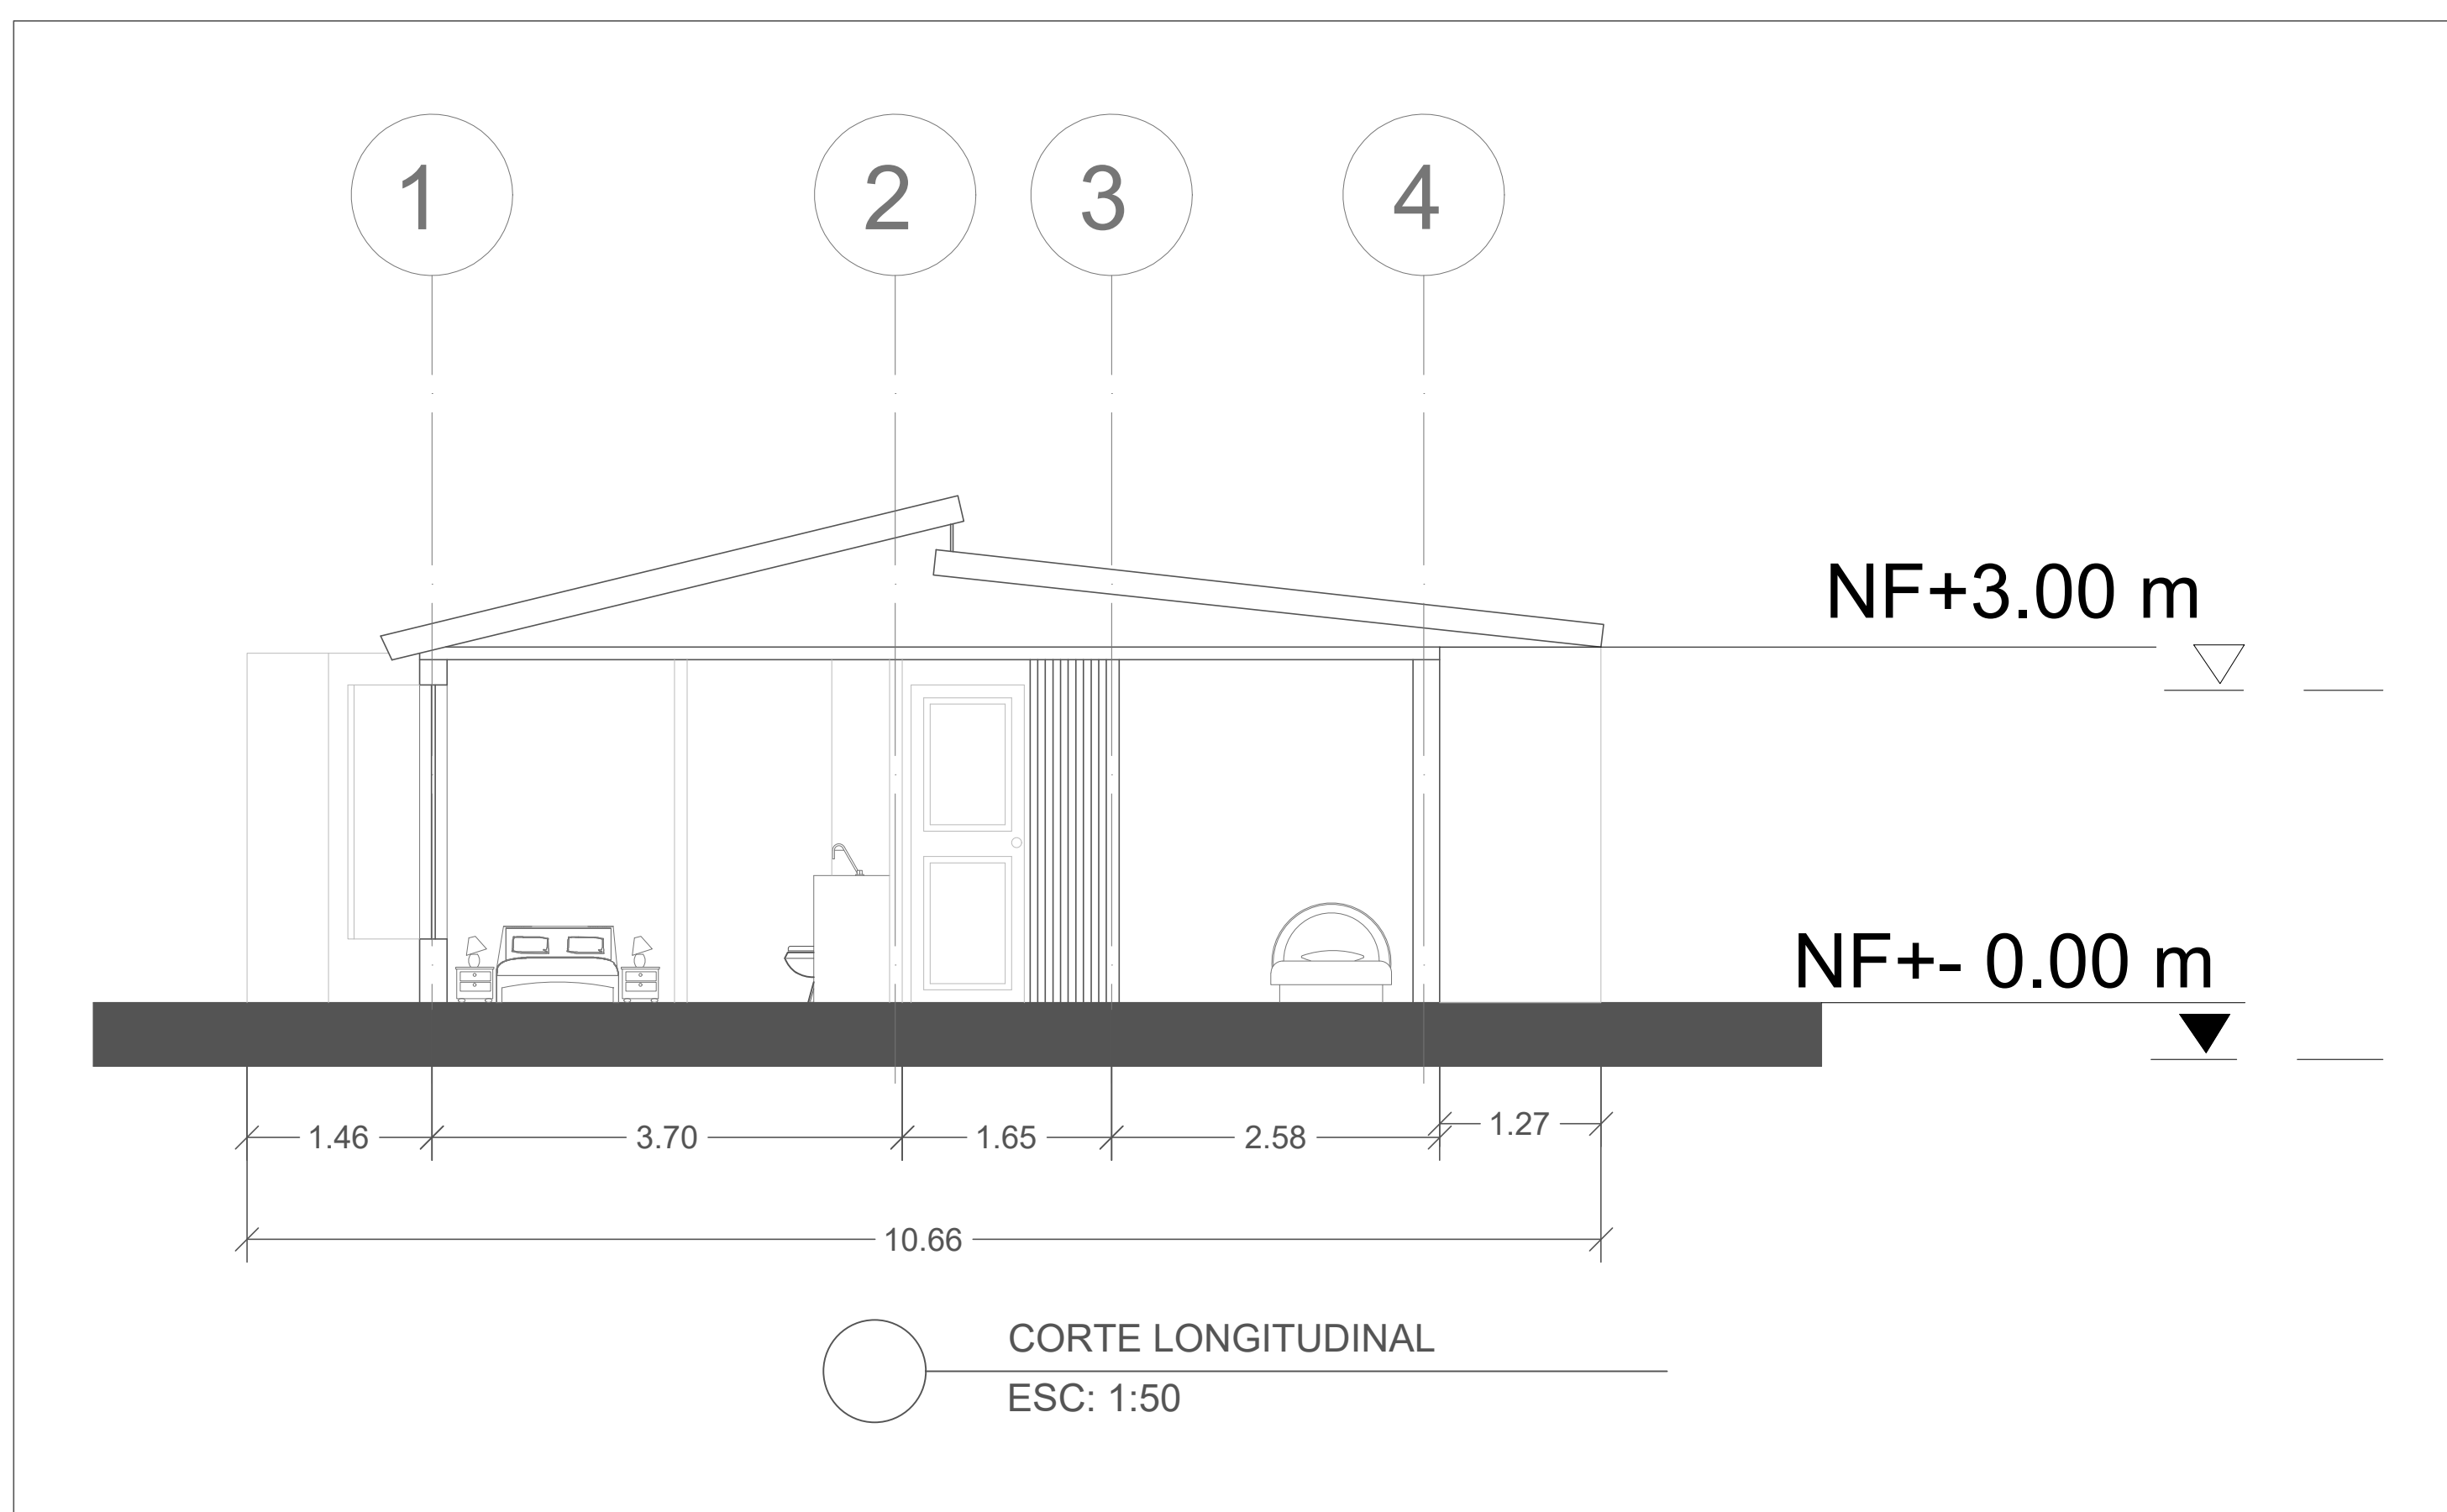 1 2 3 4
NF+3.00 m
NF+- 0.00 m
1.46 3.70 1.65 2.58 1.27
10.66
CORTE LONGITUDINAL
ESC: 1:50